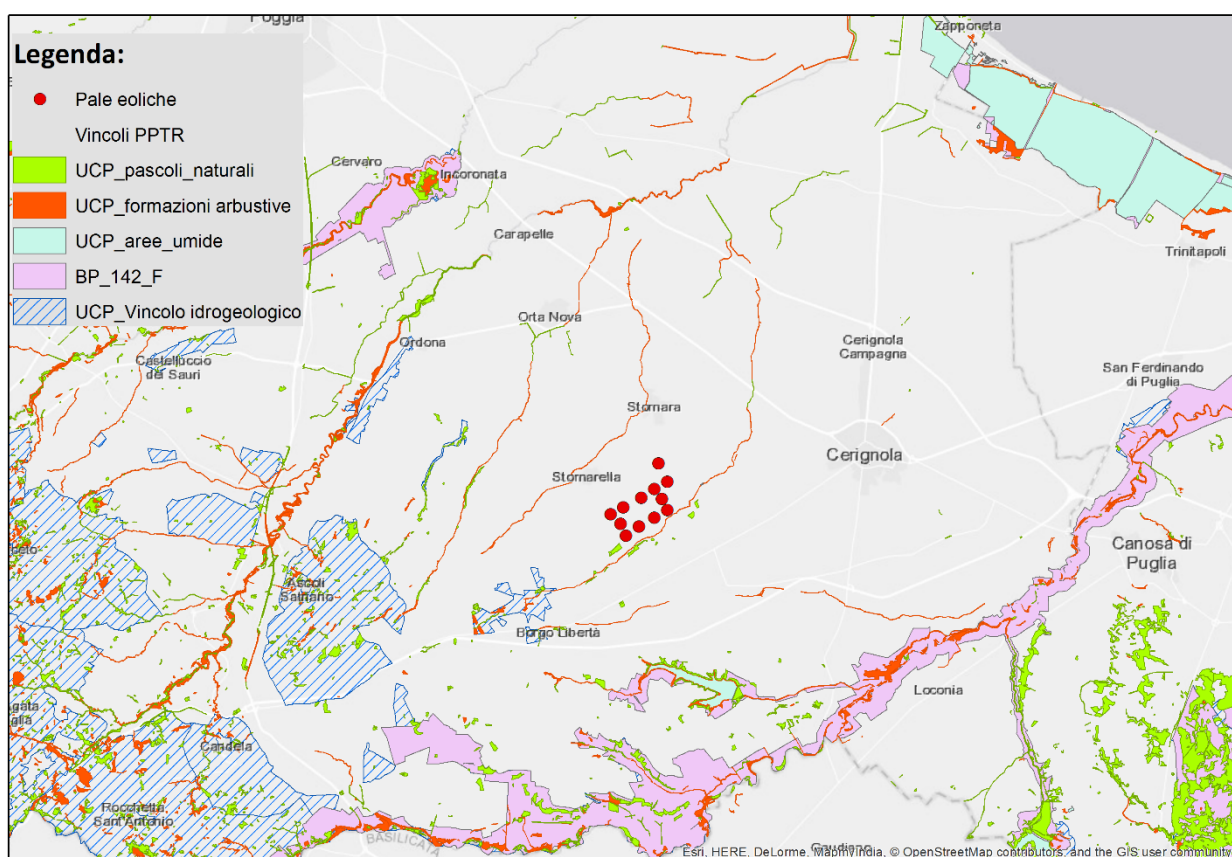 Foggia
Zapponeta
Legenda:
Pale eoliche
Vincoli PPTR
UCP_pascoli_naturali
UCP_formazioni arbustive
UCP_aree_umide
BP_142_F
UCP_Vincolo idrogeologico
Cervaro
Incoronata
Carapelle
Trinitapoli
Orta Nova
Ordona
Cerignola
Campagna
Castelluccio
dei Sauri
San Ferdinando
di Puglia
Stornara
Cerignola
Stornarella
Canosa di
Puglia
Ascoli
Satriano
Borgo Libertà
Loconia
Candela
Rocchetta
Sant'Antonio
BASILICATA
Gaudiano
Esri, HERE, DeLorme, MapmyIndia, © OpenStreetMap contributors, and the GIS user community